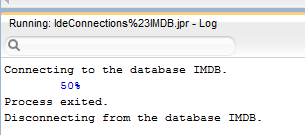 Running: IdeConnections%23IMDB.jpr - Log
Connecting to the database IMDB.
50%
Process exited.
Disconnecting from the database IMDB.